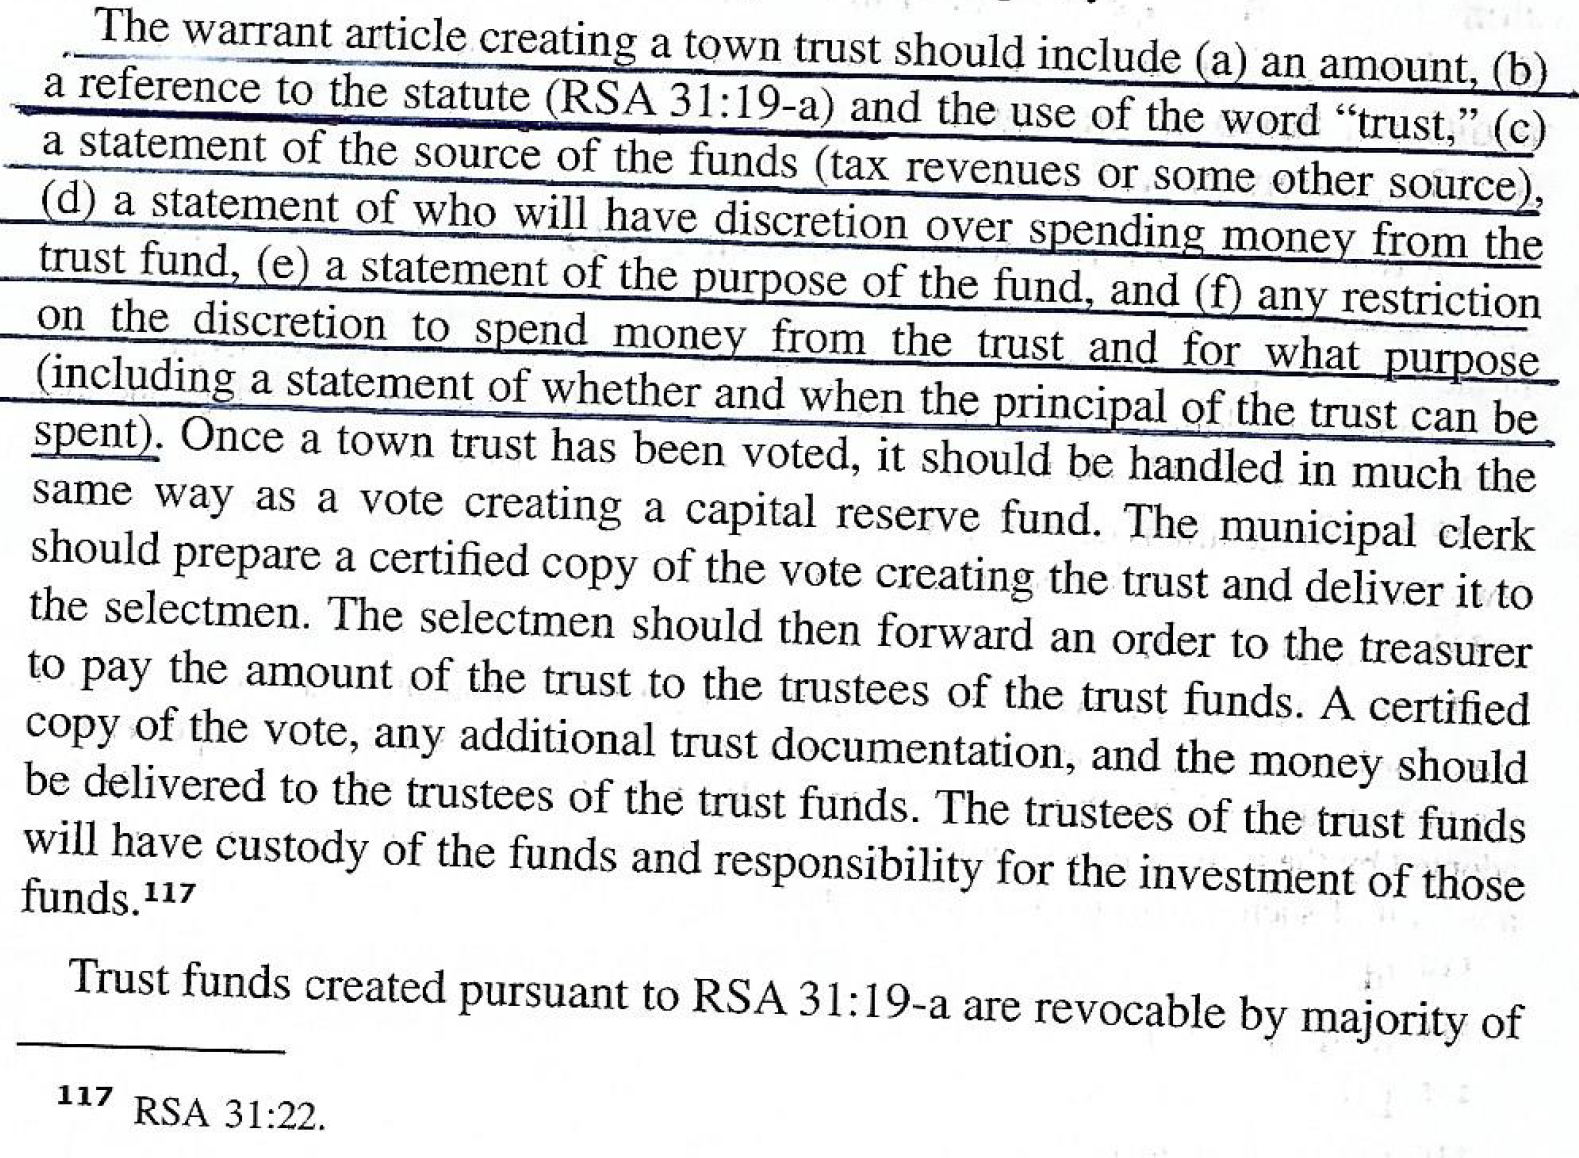 The warrant article creating a town trust should include (a) an amount, (b)
a reference to the statute (RSA 31:19-a) and the use of the word “trust,” (c)
a statement of the source of the funds (tax revenues or some other source),
(d) a statement of who will have discretion over spending money from the
trust fund, (e) a statement of the purpose of the fund, and (f) any restriction
on the discretion to spend money from the trust and for what purpose
(including a statement of whether and when the principal of the trust can be
spent). Once a town trust has been voted, it should be handled in much the
same way as a vote creating a capital reserve fund. The municipal clerk
should prepare a certified copy of the vote creating the trust and deliver it to
the selectmen. The selectmen should then forward an order to the treasurer
to pay the amount of the trust to the trustees of the trust funds. A certified
copy of the vote, any additional trust documentation, and the money should
be delivered to the trustees of the trust funds. The trustees of the trust funds
will have custody of the funds and responsibility for the investment of those
funds.117
Trust funds created pursuant to RSA 31:19-a are revocable by majority of
117 RSA 31:22.